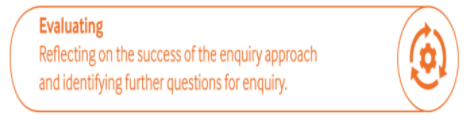 Evaluating
Reflecting on the success of the enquiry approach
and identifying further questions for enquiry.